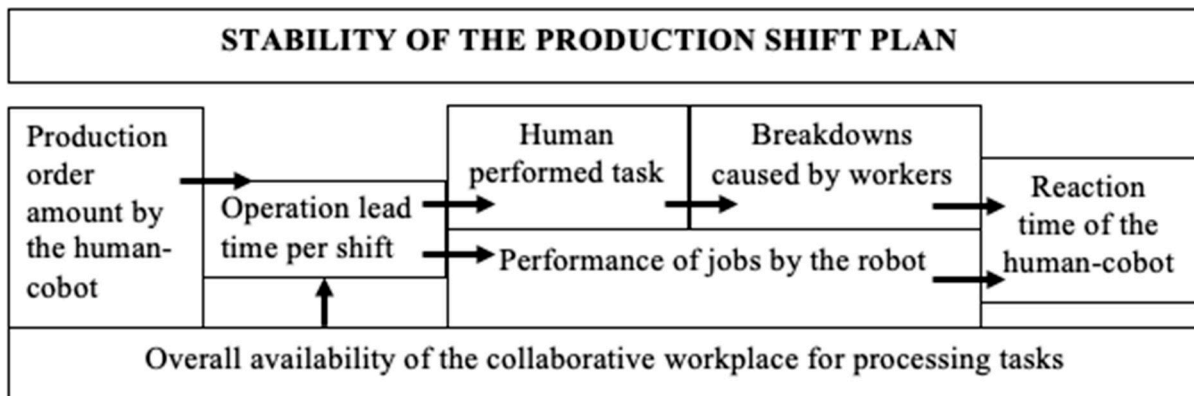 STABILITY OF THE PRODUCTION SHIFT PLAN
Production
order
amount by
the human-
cobot
Operation lead
time per shift
Human
performed task
Breakdowns
caused by workers
Performance of jobs by the robot
Reaction
time of the
human-cobot
Overall availability of the collaborative workplace for processing tasks